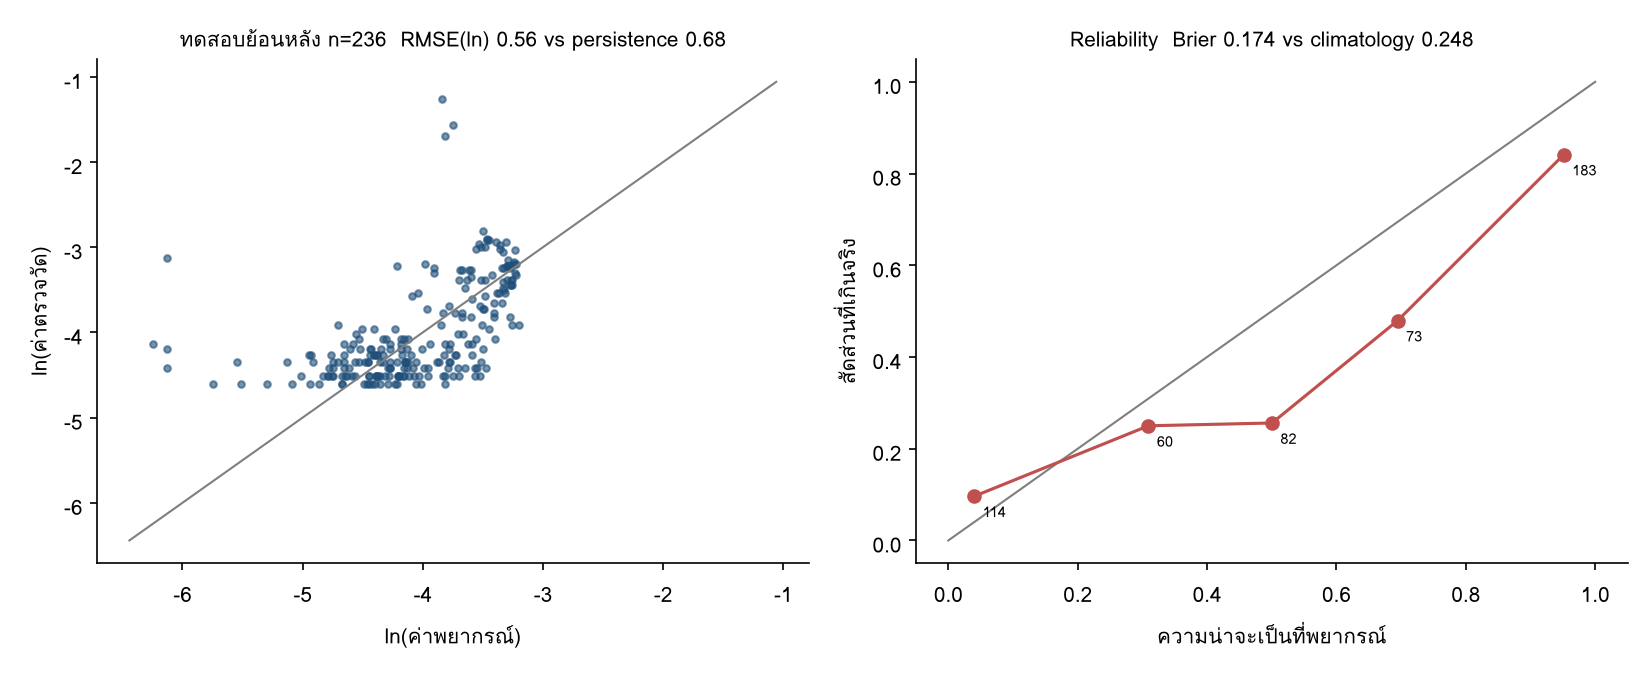 ทดสอบย้อนหลัง n=236 RMSE(ln) 0.56 vs persistence 0.68
ln(ค่าตรวจวัด)
-1
-2
-3
-4
-5
-6
-6 -5 -4 -3 -2 -1
ln(ค่าพยากรณ์)
Reliability Brier 0.174 vs climatology 0.248
สัดส่วนที่เกินจริง
1.0
0.8
0.6
0.4
0.2
0.0
183
73
82
60
114
0.0 0.2 0.4 0.6 0.8 1.0
ความน่าจะเป็นที่พยากรณ์